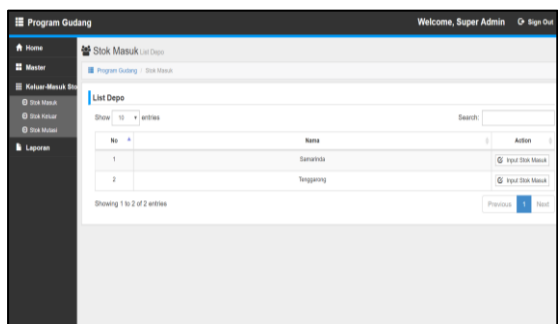 Program Gudang
Welcome, Super Admin
Sign Out
Home
Master
Keluar-Masuk Sto
Stok Masuk
Stok Keluar
Stok Mutasi
Laporan
Stok Masuk List Depo
Program Gudang / Stok Masuk
List Depo
Show 10 entries
Search:
No Nama Action
1 Samarinda Input Stok Masuk
2 Tenggarong Input Stok Masuk
Showing 1 to 2 of 2 entries
Previous 1 Next